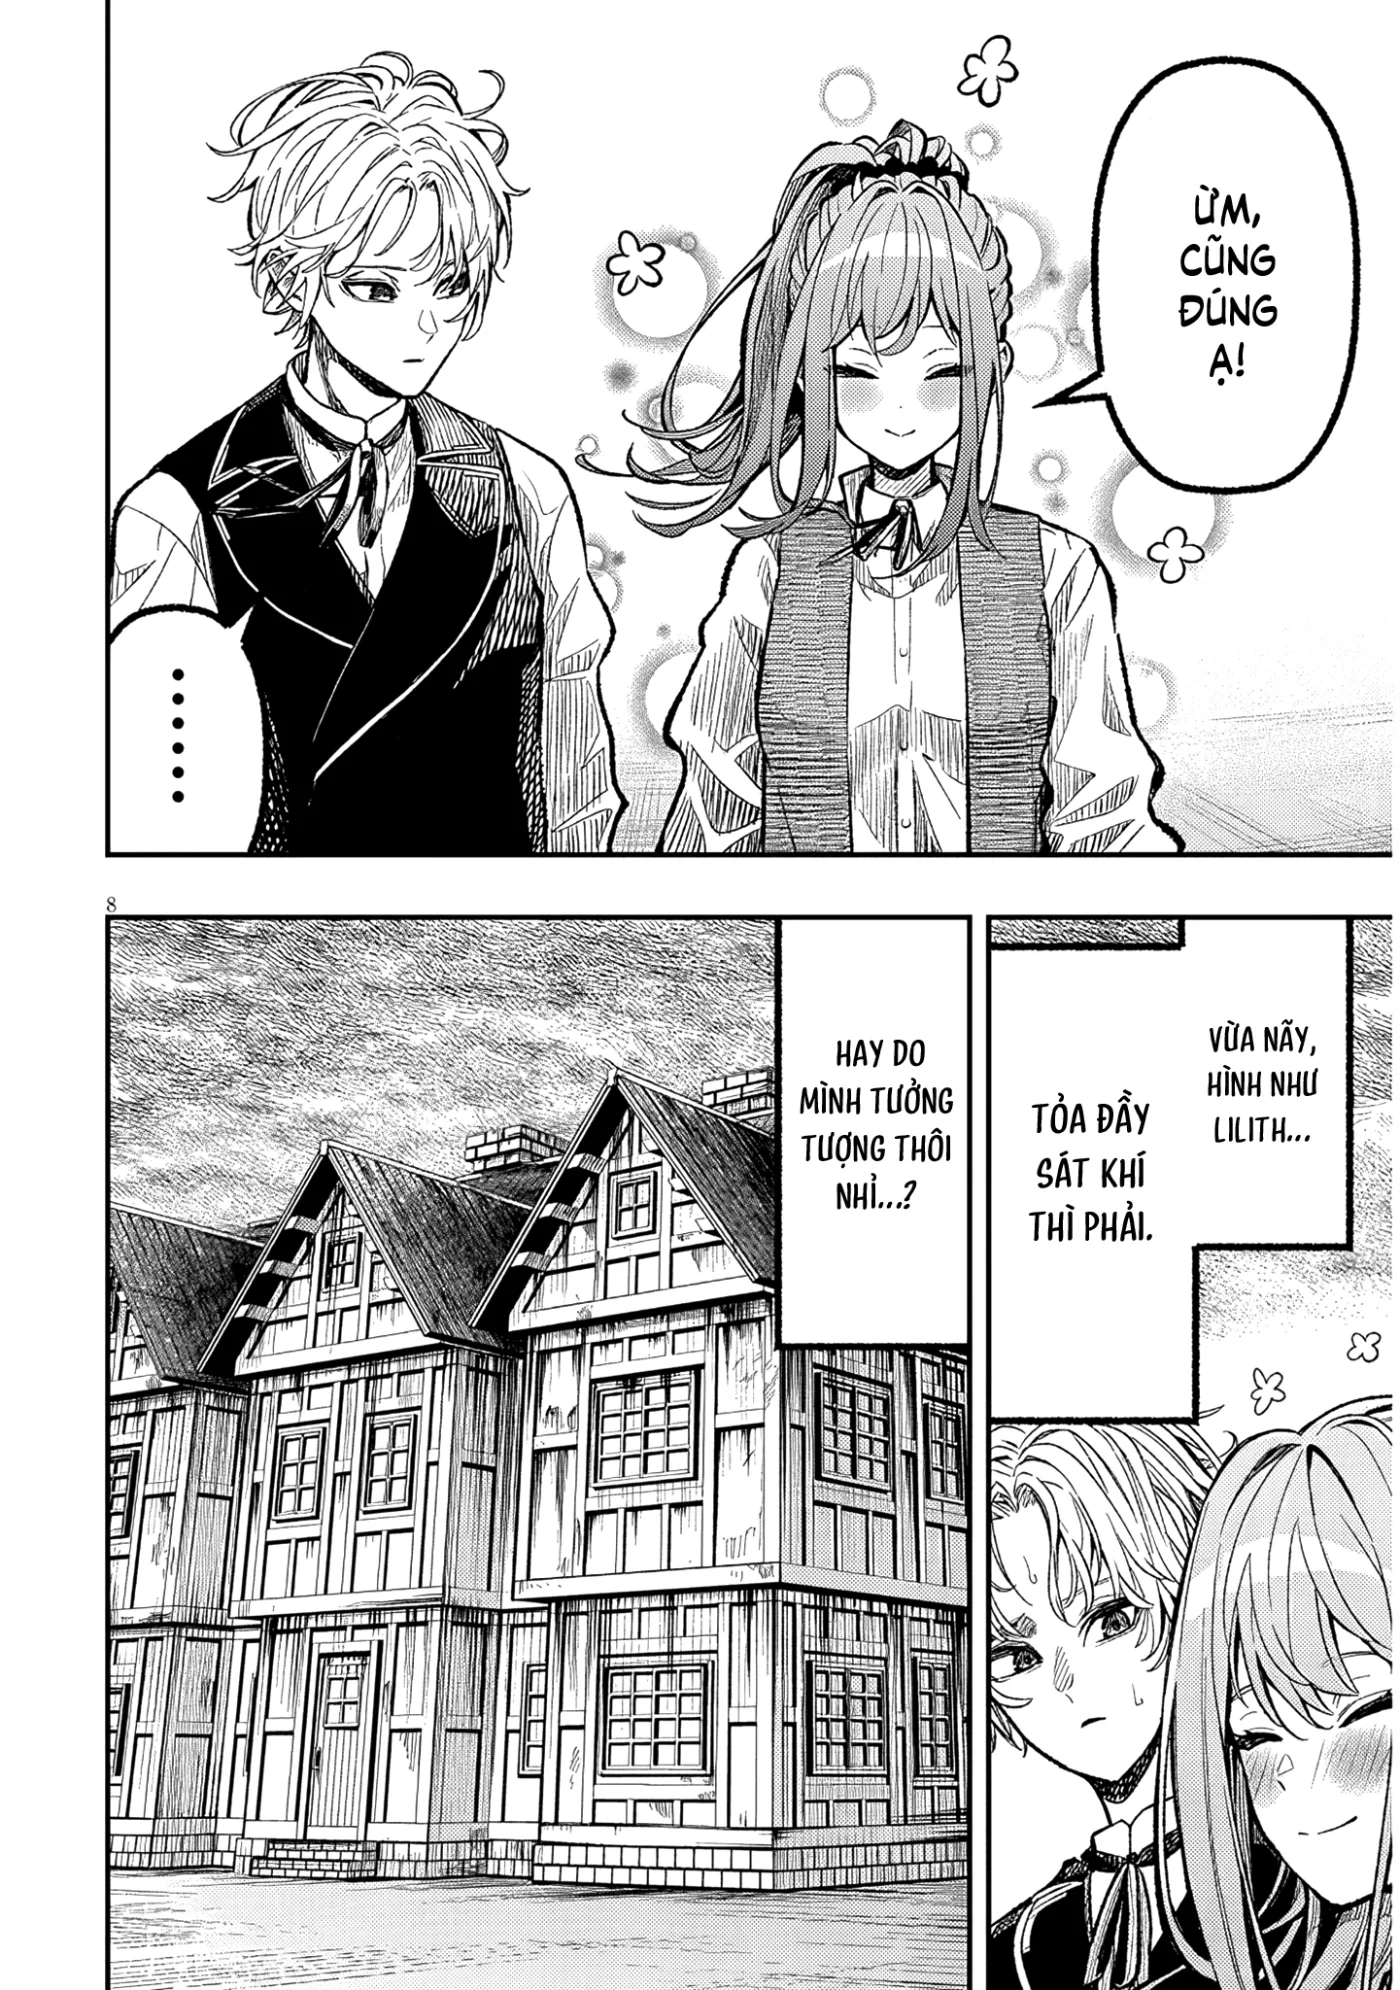 ỪM,
CŨNG
ĐÚNG
Ạ!
......
8
VỪA NÃY,
HÌNH NHƯ
LILITH...
TỎA ĐẦY
SÁT KHÍ
THÌ PHẢI.
HAY DO
MÌNH TƯỞNG
TƯỢNG THÔI
NHỈ...?